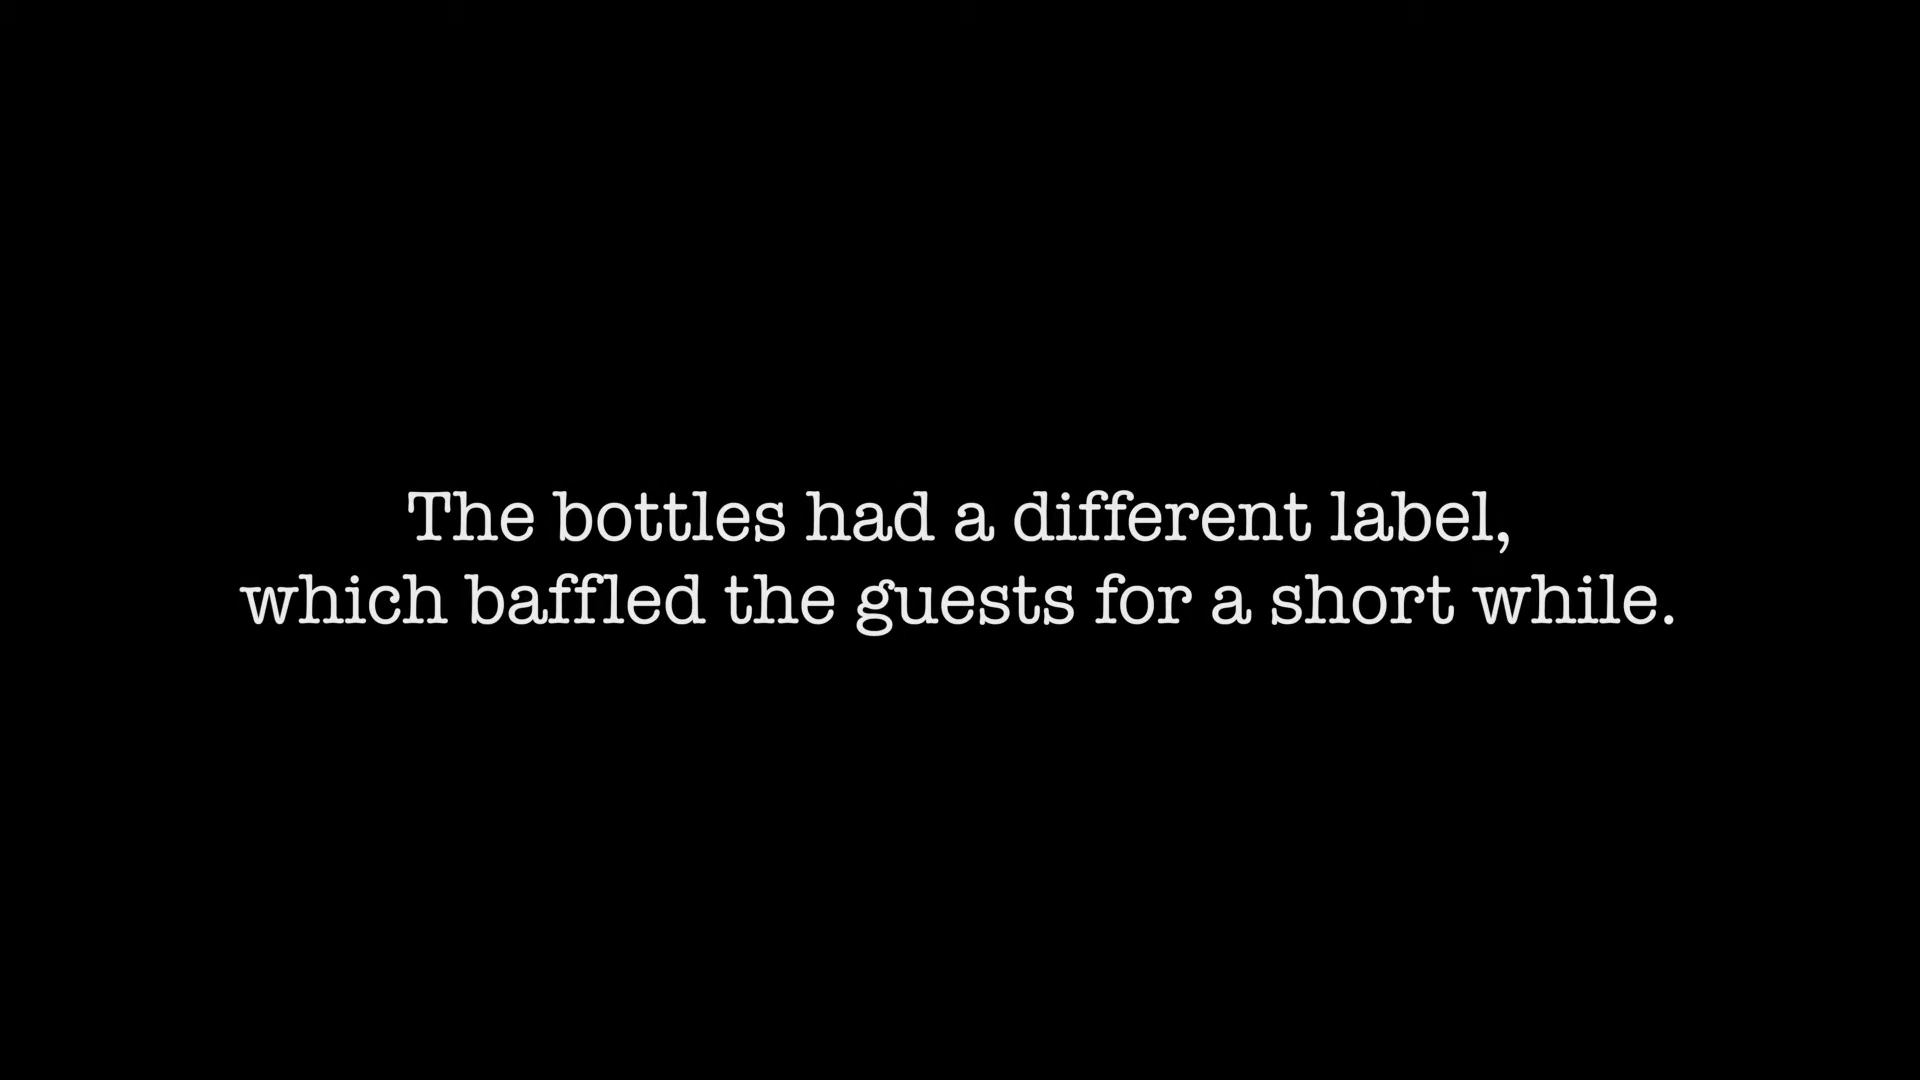 The bottles had a different label,
which baffled the guests for a short while.